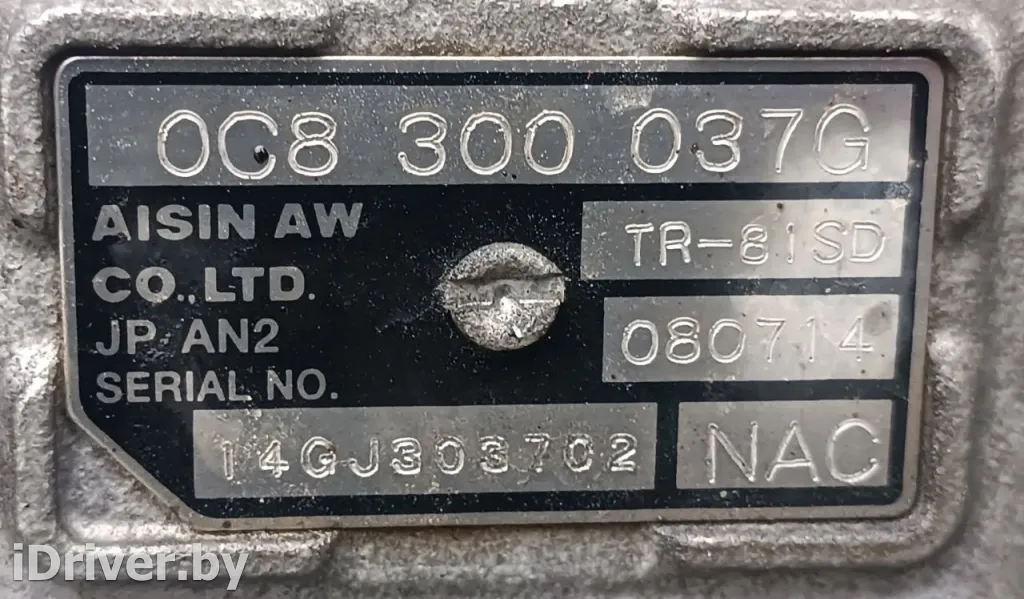 0C8 300 037G
AISIN AW
CO.,LTD.
TR-81SD
JP AN2
080714
SERIAL NO.
14GJ303702
NAC
iDriver.by